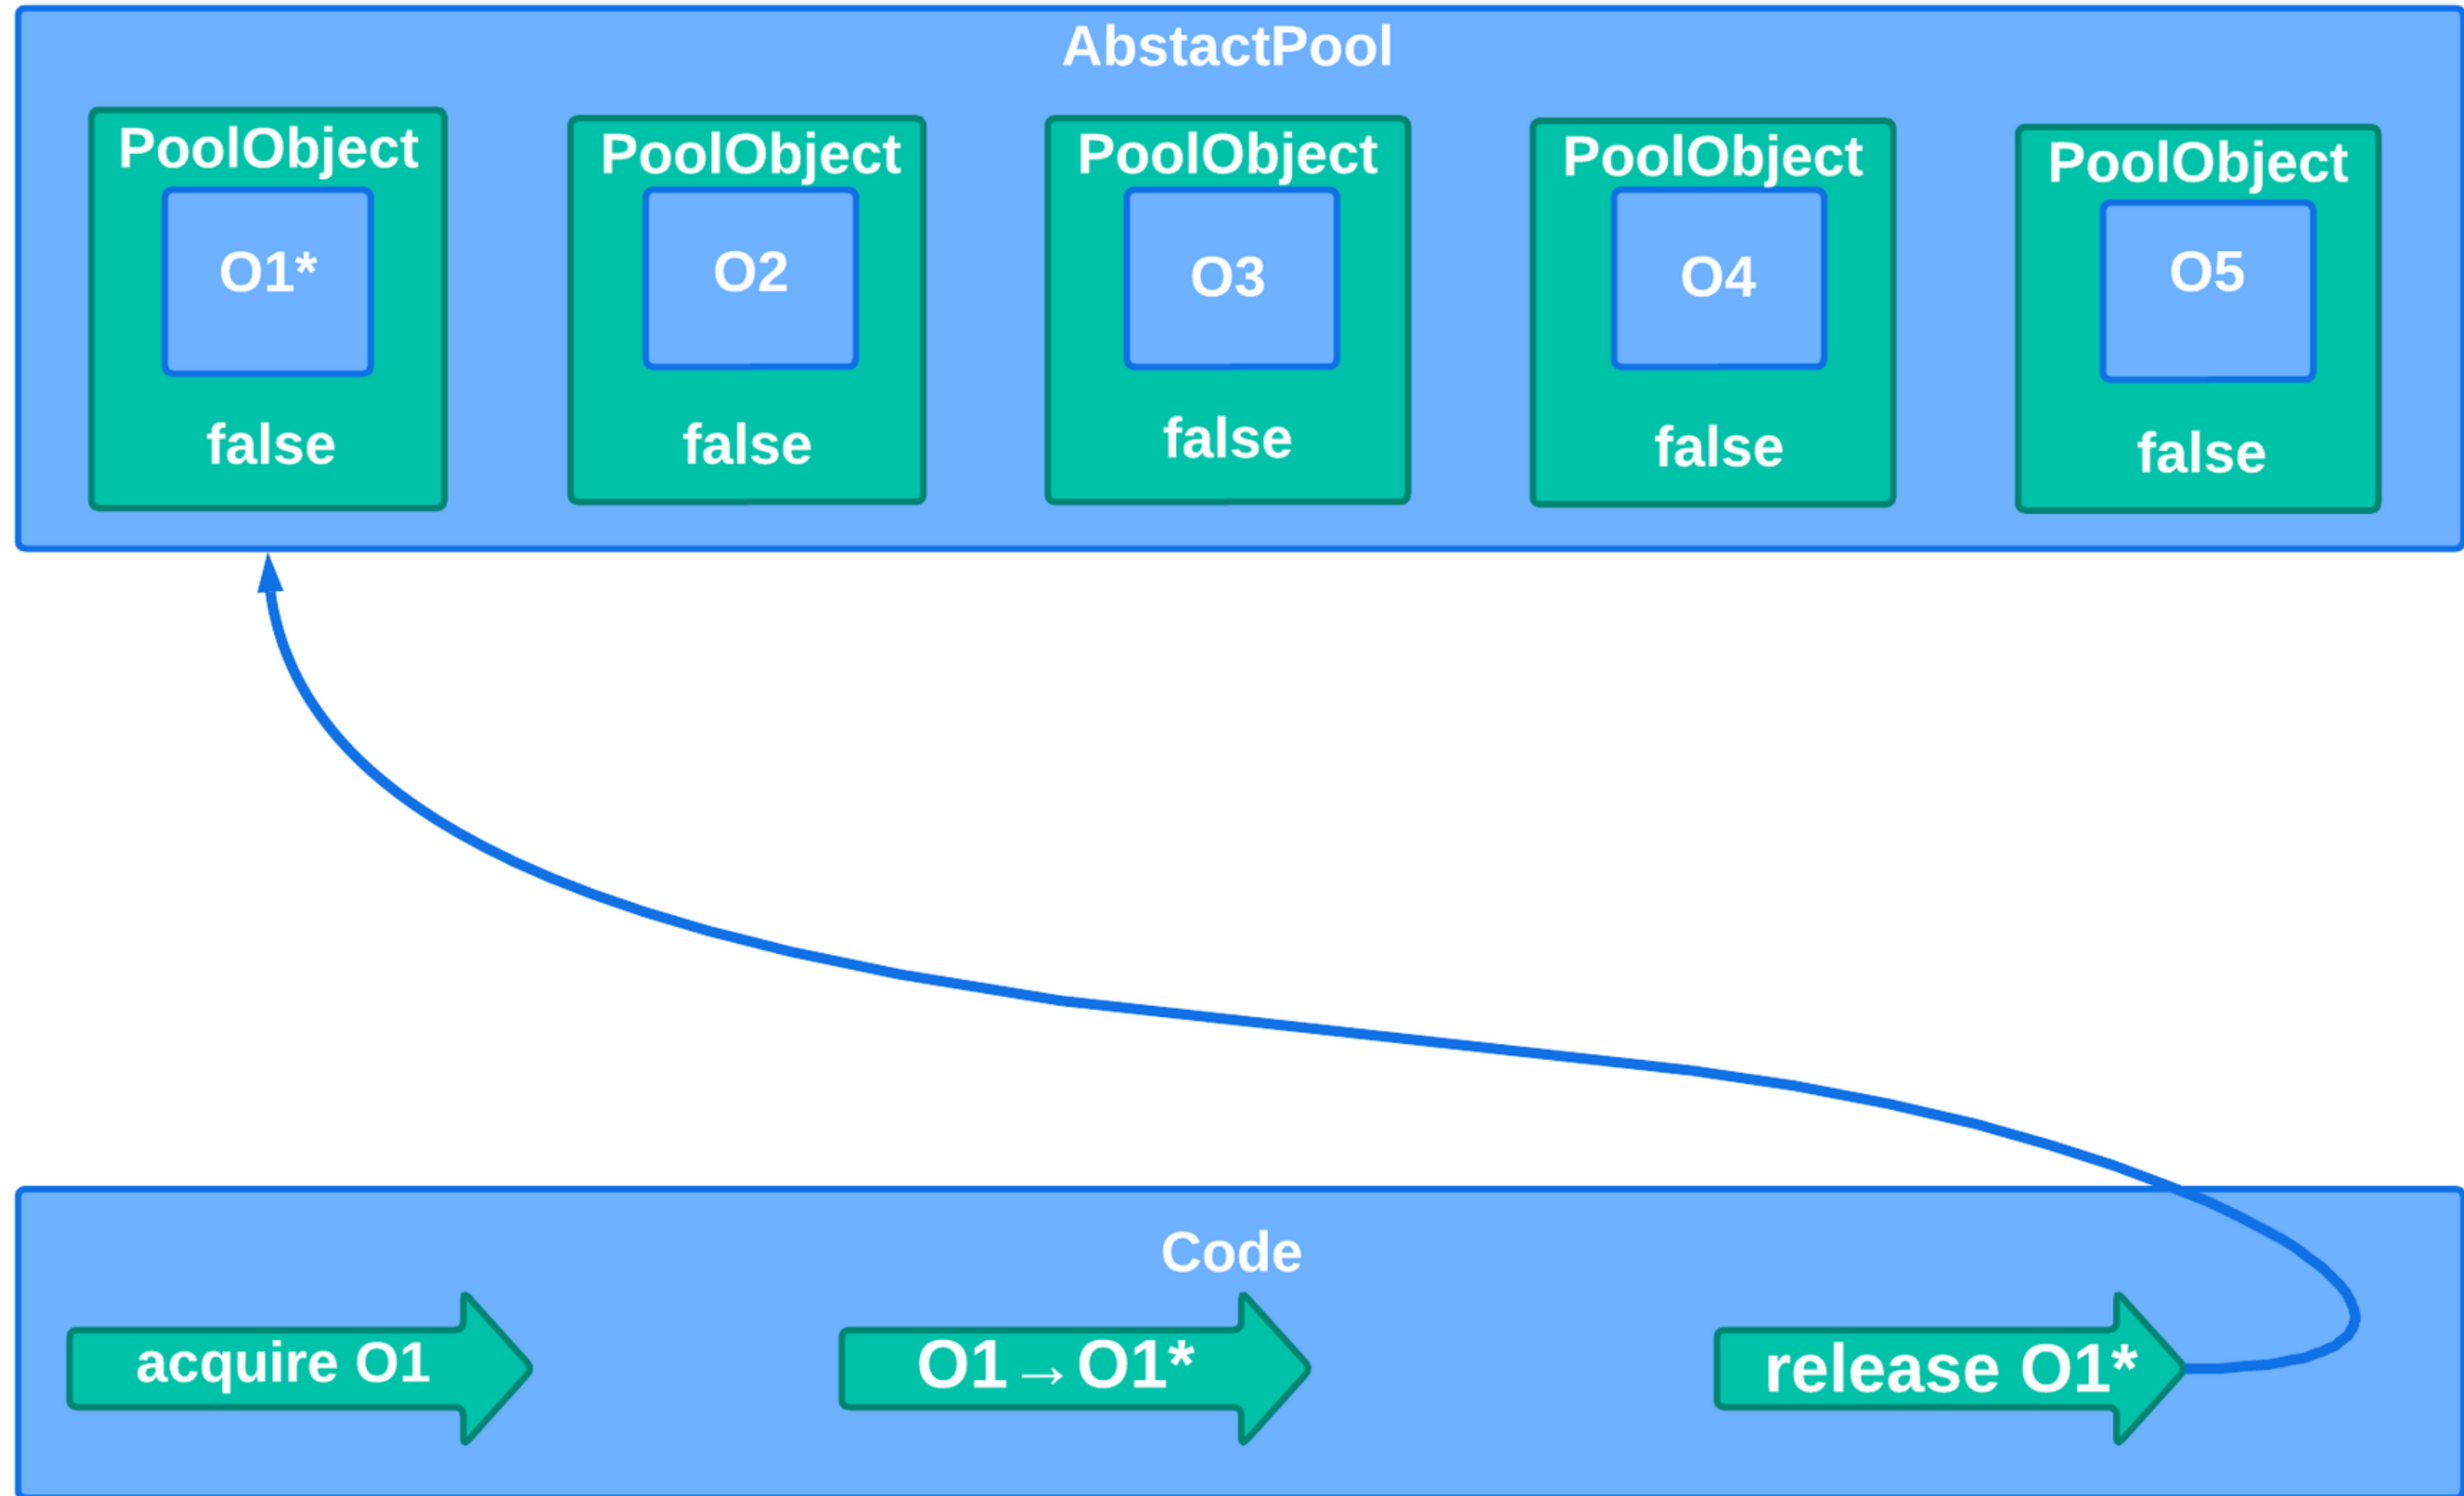 AbstactPool
PoolObject
O1*
false
PoolObject
O2
false
PoolObject
O3
false
PoolObject
O4
false
PoolObject
O5
false
Code
acquire O1
O1→O1*
release O1*